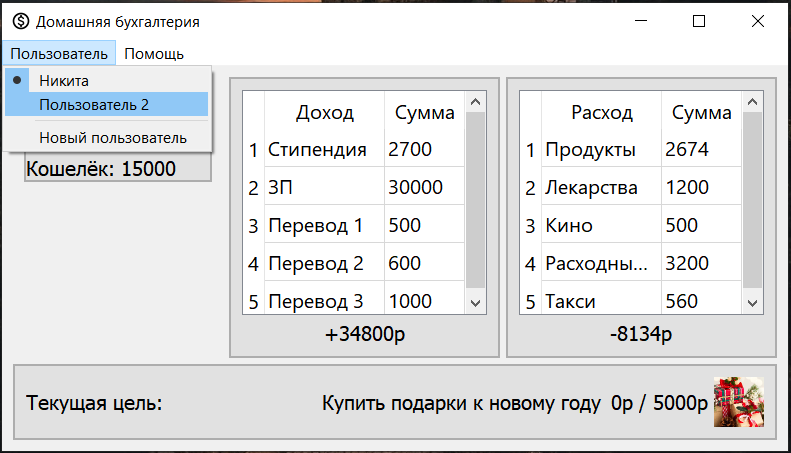 Домашняя бухгалтерия
Пользователь Помощь
Никита
Пользователь 2
Новый пользователь
Кошелёк: 15000
Доход Сумма
1 Стипендия 2700
2 ЗП 30000
3 Перевод 1 500
4 Перевод 2 600
5 Перевод 3 1000
+34800р
Расход Сумма
1 Продукты 2674
2 Лекарства 1200
3 Кино 500
4 Расходны... 3200
5 Такси 560
-8134р
Текущая цель: Купить подарки к новому году 0р / 5000р